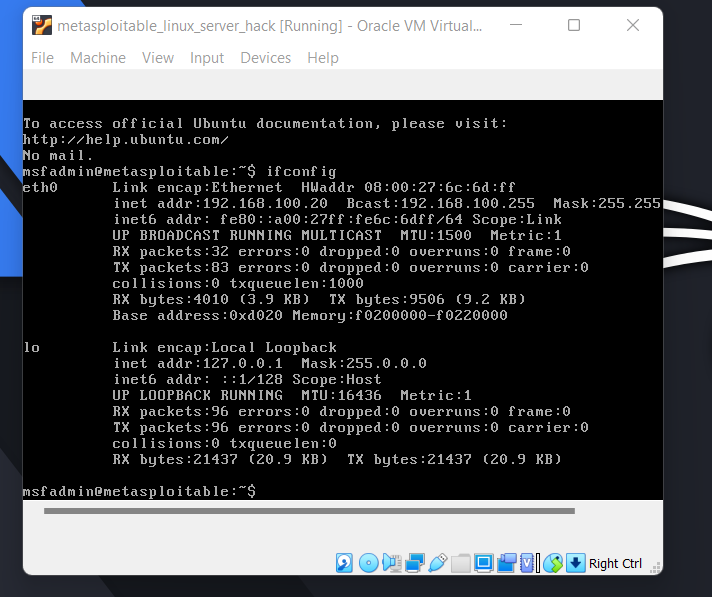 metasploitable_linux_server_hack [Running] - Oracle VM Virtual...
File Machine View Input Devices Help
To access official Ubuntu documentation, please visit:
http://help.ubuntu.com/
No mail.
msfadmin@metasploitable:~$ ifconfig
eth0      Link encap:Ethernet  HWaddr 08:00:27:6c:6d:ff
          inet addr:192.168.100.20  Bcast:192.168.100.255  Mask:255.255
          inet6 addr: fe80::a00:27ff:fe6c:6dff/64 Scope:Link
          UP BROADCAST RUNNING MULTICAST  MTU:1500  Metric:1
          RX packets:32 errors:0 dropped:0 overruns:0 frame:0
          TX packets:83 errors:0 dropped:0 overruns:0 carrier:0
          collisions:0 txqueuelen:1000
          RX bytes:4010 (3.9 KB)  TX bytes:9506 (9.2 KB)
          Base address:0xd020 Memory:f0200000-f0220000
lo        Link encap:Local Loopback
          inet addr:127.0.0.1  Mask:255.0.0.0
          inet6 addr: ::1/128 Scope:Host
          UP LOOPBACK RUNNING  MTU:16436  Metric:1
          RX packets:96 errors:0 dropped:0 overruns:0 frame:0
          TX packets:96 errors:0 dropped:0 overruns:0 carrier:0
          collisions:0 txqueuelen:0
          RX bytes:21437 (20.9 KB)  TX bytes:21437 (20.9 KB)
msfadmin@metasploitable:~$
Right Ctrl